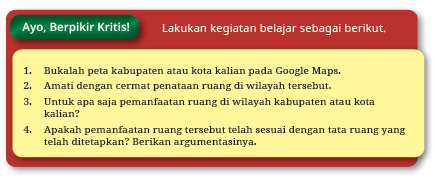 Ayo, Berpikir Kritis!
Lakukan kegiatan belajar sebagai berikut.
1. Bukalah peta kabupaten atau kota kalian pada Google Maps.
2. Amati dengan cermat penataan ruang di wilayah tersebut.
3. Untuk apa saja pemanfaatan ruang di wilayah kabupaten atau kota
kalian?
4. Apakah pemanfaatan ruang tersebut telah sesuai dengan tata ruang yang
telah ditetapkan? Berikan argumentasinya.